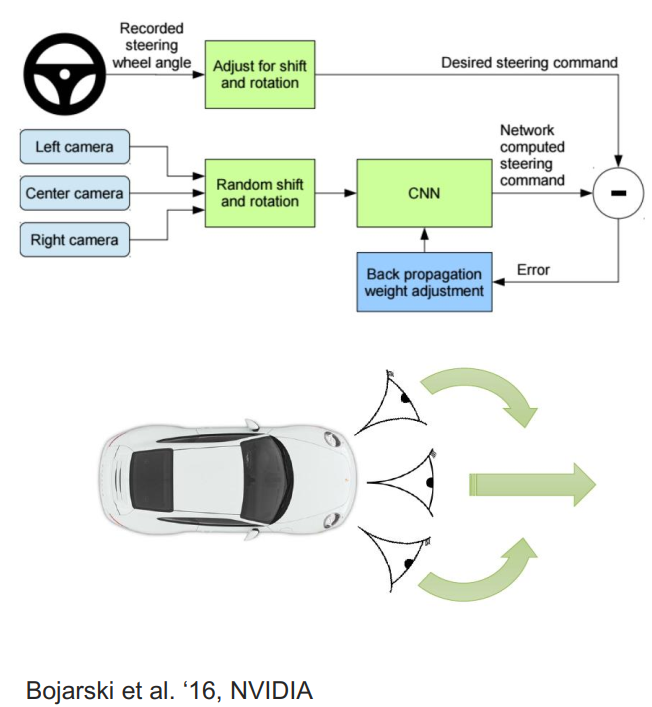 Recorded
steering
wheel angle
Adjust for shift
and rotation
Desired steering command
Left camera
Center camera
Right camera
Random shift
and rotation
CNN
Network
computed
steering
command
-
Back propagation
weight adjustment
Error
Bojarski et al. ‘16, NVIDIA